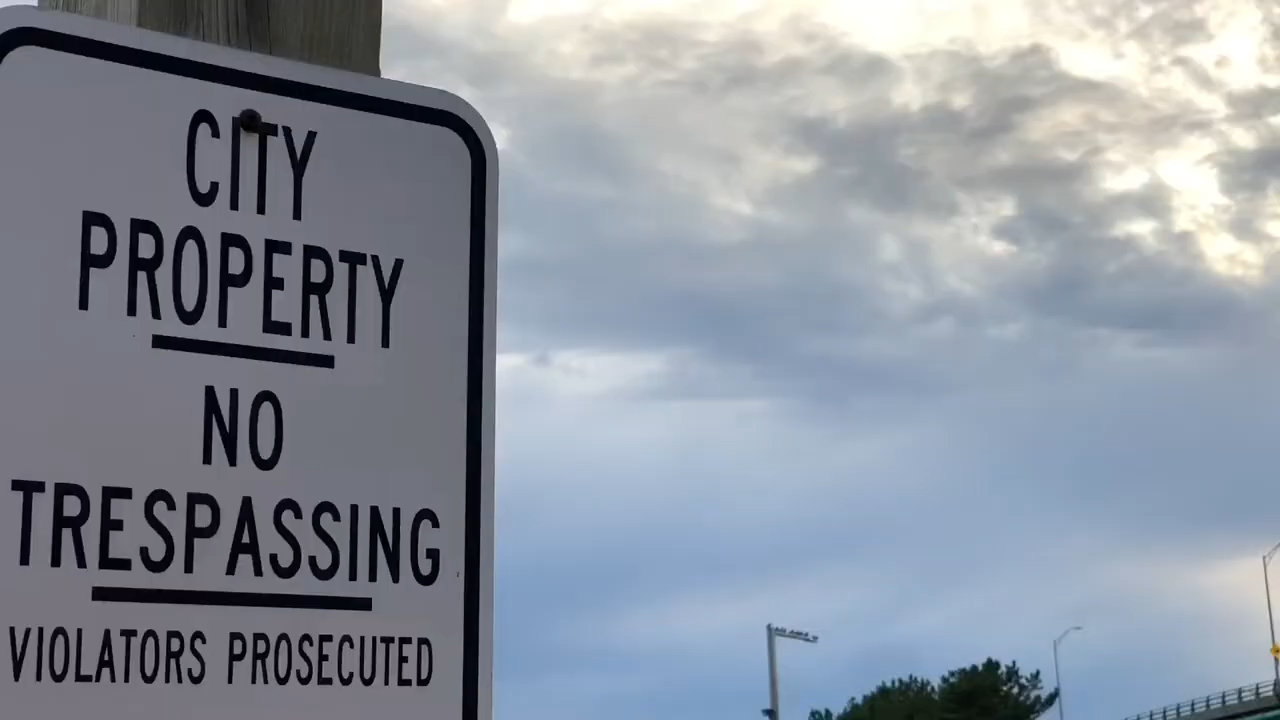 CITY
PROPERTY
NO
TRESPASSING
VIOLATORS PROSECUTED